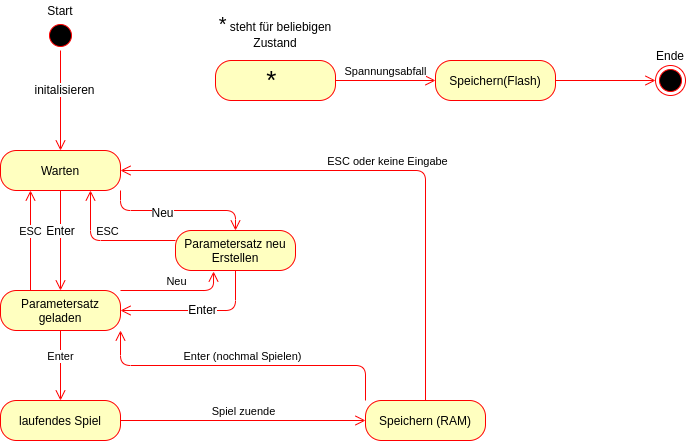 Start
* steht für beliebigen
Zustand
Ende
*
Spannungsabfall
Speichern(Flash)
initalisieren
Warten
ESC oder keine Eingabe
Neu
ESC
Enter
ESC
Parametersatz neu
Erstellen
Neu
Parametersatz
geladen
Enter
Enter
Enter (nochmal Spielen)
laufendes Spiel
Spiel zuende
Speichern (RAM)